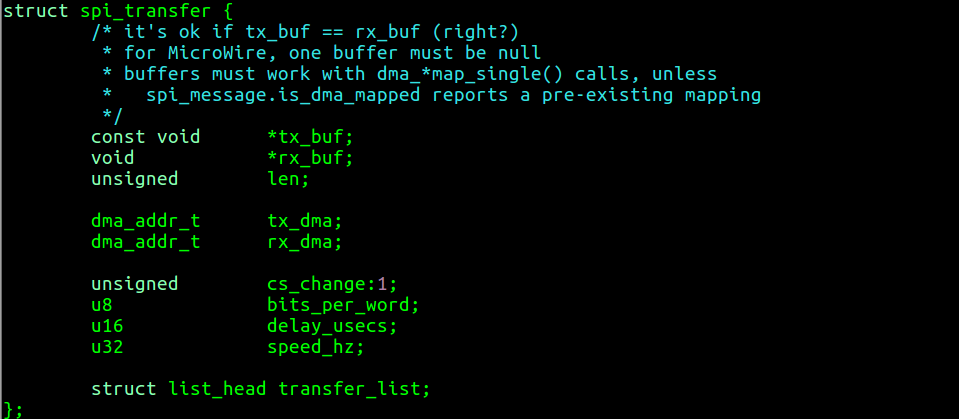 struct spi_transfer {
/* it's ok if tx_buf == rx_buf (right?)
* for MicroWire, one buffer must be null
* buffers must work with dma_*map_single() calls, unless
*   spi_message.is_dma_mapped reports a pre-existing mapping
*/
const void *tx_buf;
void *rx_buf;
unsigned len;
dma_addr_t tx_dma;
dma_addr_t rx_dma;
unsigned cs_change:1;
u8 bits_per_word;
u16 delay_usecs;
u32 speed_hz;
struct list_head transfer_list;
};